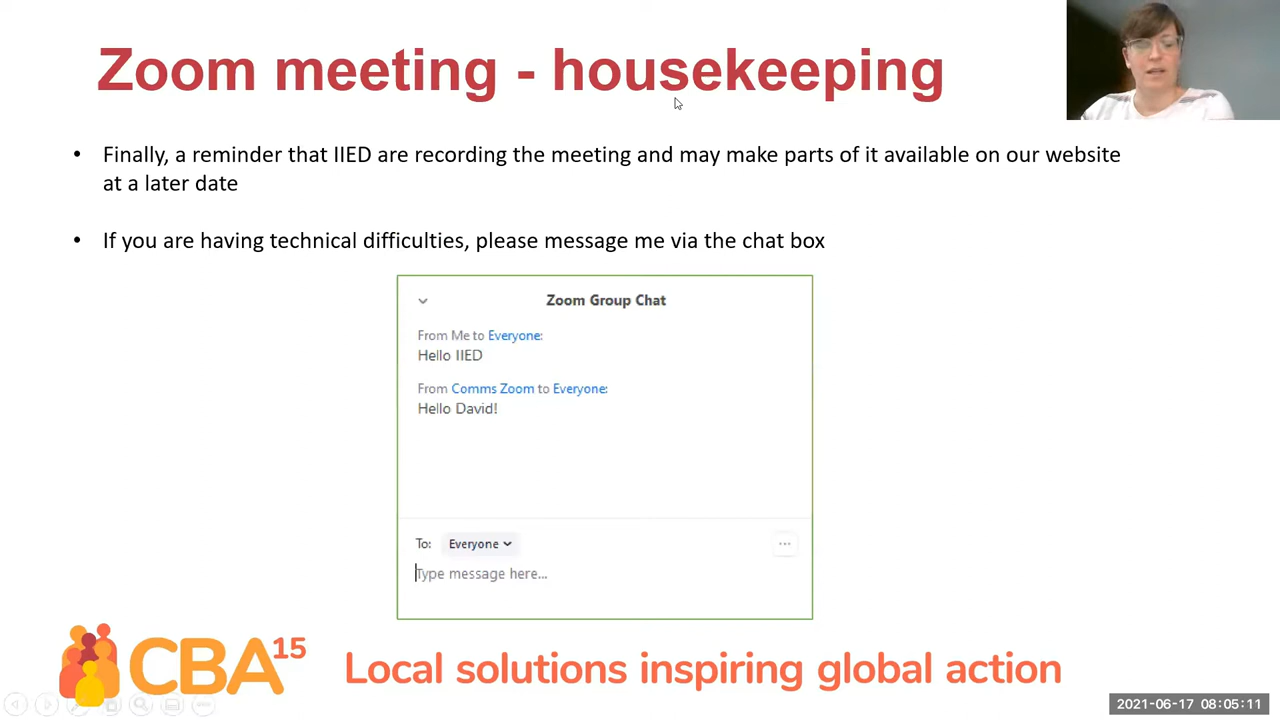 Zoom meeting - housekeeping
• Finally, a reminder that IIED are recording the meeting and may make parts of it available on our website
at a later date
• If you are having technical difficulties, please message me via the chat box
Zoom Group Chat
From Me to Everyone:
Hello IIED
From Comms Zoom to Everyone:
Hello David!
To: Everyone
Type message here...
CBA15
Local solutions inspiring global action
2021-06-17 08:05:11